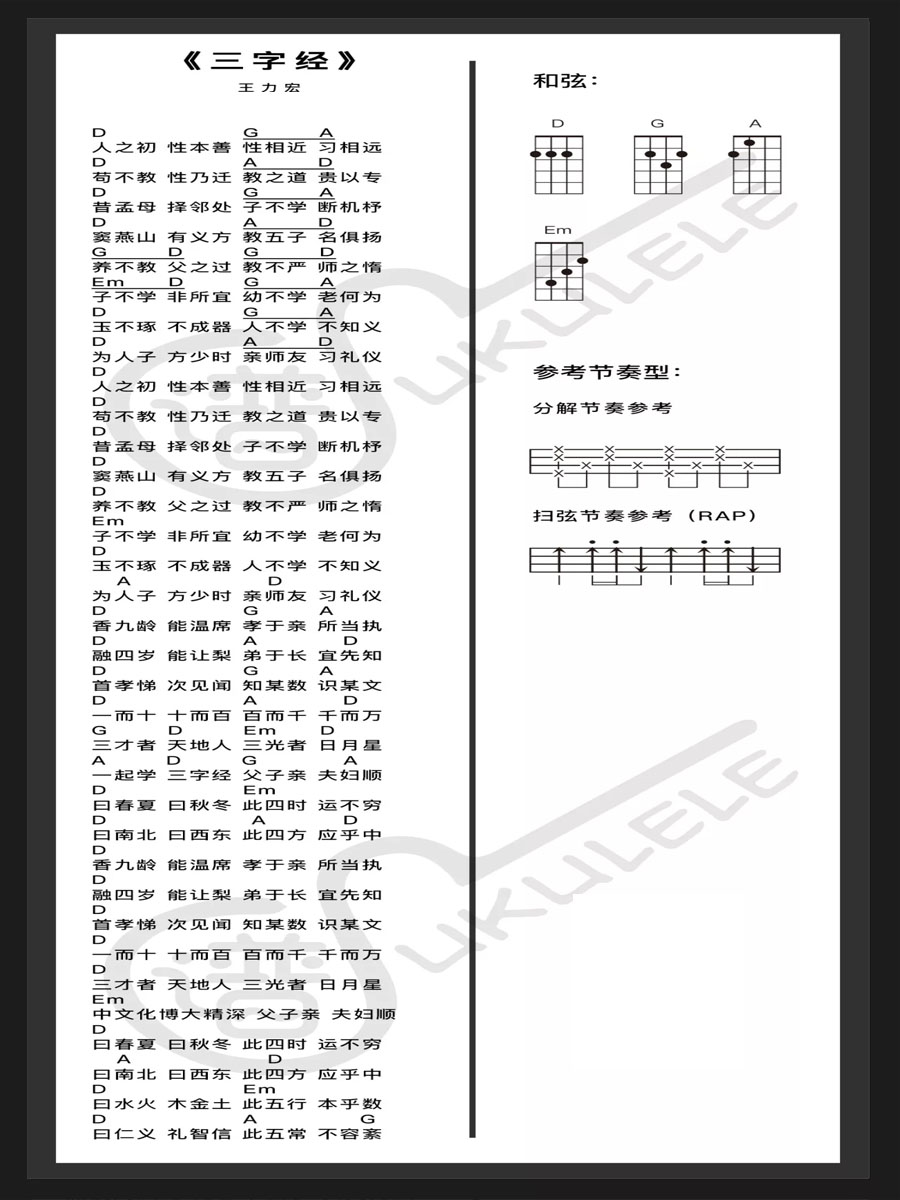 《三字经》
王力宏
D G A
人之初 性本善 性相近 习相远
D A D
苟不教 性乃迁 教之道 贵以专
D G A
昔孟母 择邻处 子不学 断机杼
D A D
窦燕山 有义方 教五子 名俱扬
G D G D
养不教 父之过 教不严 师之惰
Em D G A
子不学 非所宜 幼不学 老何为
D G A
玉不琢 不成器 人不学 不知义
D A D
为人子 方少时 亲师友 习礼仪
D
人之初 性本善 性相近 习相远
D
苟不教 性乃迁 教之道 贵以专
D
昔孟母 择邻处 子不学 断机杼
D
窦燕山 有义方 教五子 名俱扬
D
养不教 父之过 教不严 师之惰
Em
子不学 非所宜 幼不学 老何为
D
玉不琢 不成器 人不学 不知义
A D
为人子 方少时 亲师友 习礼仪
D G A
香九龄 能温席 孝于亲 所当执
D A D
融四岁 能让梨 弟于长 宜先知
D G A
首孝悌 次见闻 知某数 识某文
D A D
一而十 十而百 百而千 千而万
G D Em D
三才者 天地人 三光者 日月星
A D G A
一起学 三字经 父子亲 夫妇顺
D Em
曰春夏 曰秋冬 此四时 运不穷
D A D
曰南北 曰西东 此四方 应乎中
D
香九龄 能温席 孝于亲 所当执
D
融四岁 能让梨 弟于长 宜先知
D
首孝悌 次见闻 知某数 识某文
D
一而十 十而百 百而千 千而万
D
三才者 天地人 三光者 日月星
Em
中文化博大精深 父子亲 夫妇顺
D
曰春夏 曰秋冬 此四时 运不穷
A D
曰南北 曰西东 此四方 应乎中
D Em
曰水火 木金土 此五行 本乎数
D A G
曰仁义 礼智信 此五常 不容紊
和弦：
D G A
Em
参考节奏型：
分解节奏参考
扫弦节奏参考（RAP）
谱 UKULELE
谱 UKULELE